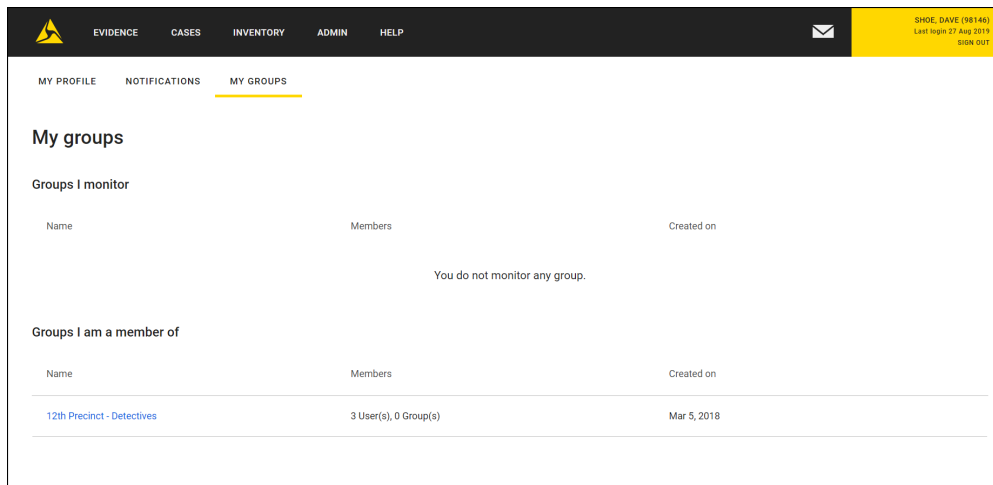 EVIDENCE CASES INVENTORY ADMIN HELP
SHOE, DAVE (98146)
Last login 27 Aug 2019
SIGN OUT
MY PROFILE NOTIFICATIONS MY GROUPS
My groups
Groups I monitor
Name Members Created on
You do not monitor any group.
Groups I am a member of
Name Members Created on
12th Precinct - Detectives 3 User(s), 0 Group(s) Mar 5, 2018